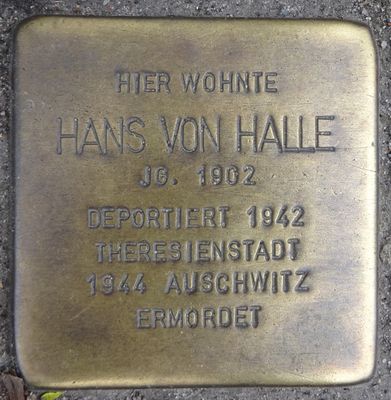 HIER WOHNTE
HANS VON HALLE
JG. 1902
DEPORTIERT 1942
THERESIENSTADT
1944 AUSCHWITZ
ERMORDET